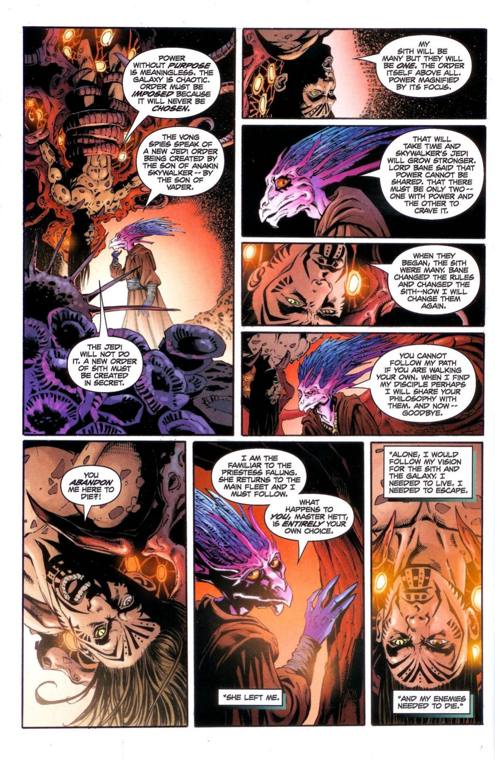 POWER
WITHOUT PURPOSE
IS MEANINGLESS. THE
GALAXY IS CHAOTIC.
ORDER MUST BE
IMPOSED BECAUSE
IT WILL NEVER BE
CHOSEN.
THE VONG
SPIES SPEAK OF
A NEW JEDI ORDER
BEING CREATED BY
THE SON OF ANAKIN
SKYWALKER -- BY
THE SON OF
VADER.
THE JEDI
WILL NOT DO
IT. A NEW ORDER
OF SITH MUST
BE CREATED
IN SECRET.
MY
SITH WILL BE
MANY BUT THEY WILL
BE ONE. THE ORDER
ITSELF ABOVE ALL.
POWER MAGNIFIED
BY ITS FOCUS.
THAT WILL
TAKE TIME AND
SKYWALKER'S JEDI
WILL GROW STRONGER.
LORD BANE SAID THAT
POWER CANNOT BE
SHARED. THAT THERE
MUST BE ONLY TWO --
ONE WITH POWER AND
THE OTHER TO
CRAVE IT.
WHEN THEY
BEGAN, THE SITH
WERE MANY. BANE
CHANGED THE RULES
AND CHANGED THE
SITH--NOW I WILL
CHANGE THEM
AGAIN.
YOU CANNOT
FOLLOW MY PATH
IF YOU ARE WALKING
YOUR OWN. WHEN I FIND
MY DISCIPLE PERHAPS
I WILL SHARE YOUR
PHILOSOPHY WITH
THEM. AND NOW --
GOODBYE.
YOU
ABANDON
ME HERE TO
DIE?!
I AM THE
FAMILIAR TO THE
PRIESTESS FALUNG.
SHE RETURNS TO THE
MAIN FLEET AND I
MUST FOLLOW.
WHAT
HAPPENS TO
YOU, MASTER HETT,
IS ENTIRELY YOUR
OWN CHOICE.
"SHE LEFT ME.
"ALONE, I WOULD
FOLLOW MY VISION
FOR THE SITH AND
THE GALAXY. I
NEEDED TO LIVE. I
NEEDED TO ESCAPE.
"AND MY ENEMIES
NEEDED TO DIE."